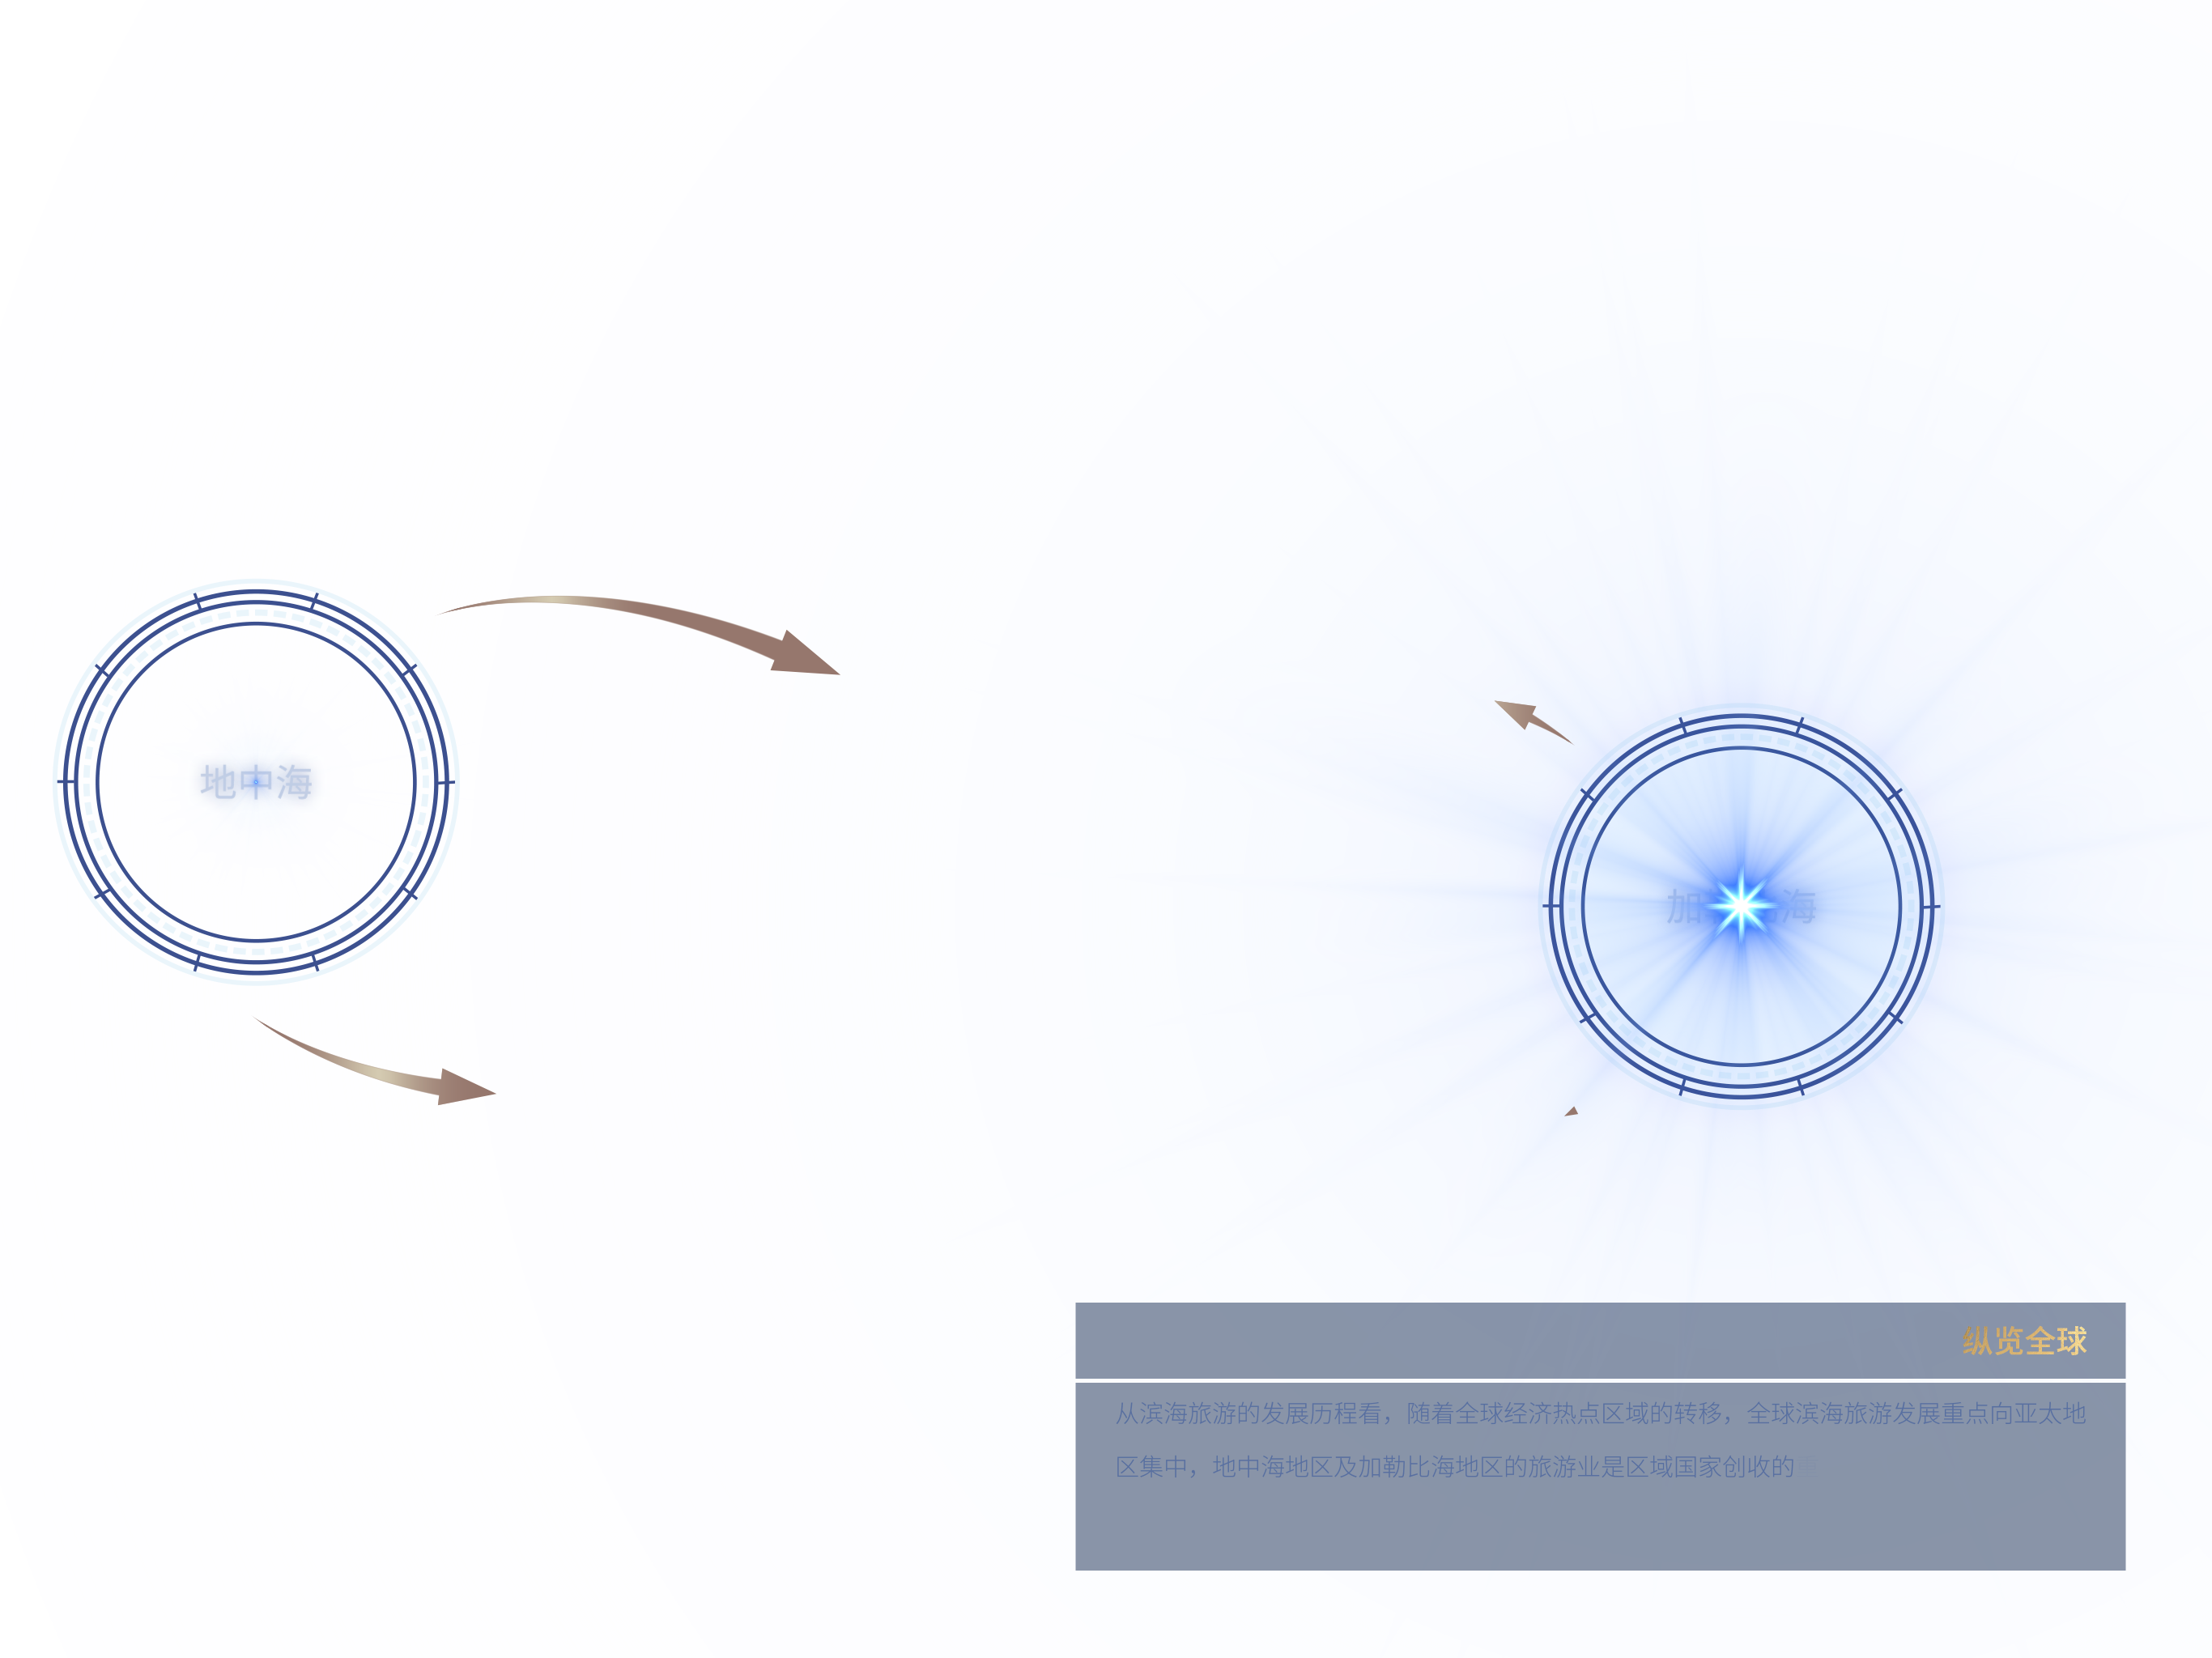 地中海
加勒比海
纵览全球
从滨海旅游的发展历程看，随着全球经济热点区域的转移，全球滨海旅游发展重点向亚太地
区集中，地中海地区及加勒比海地区的旅游业是区域国家创收的